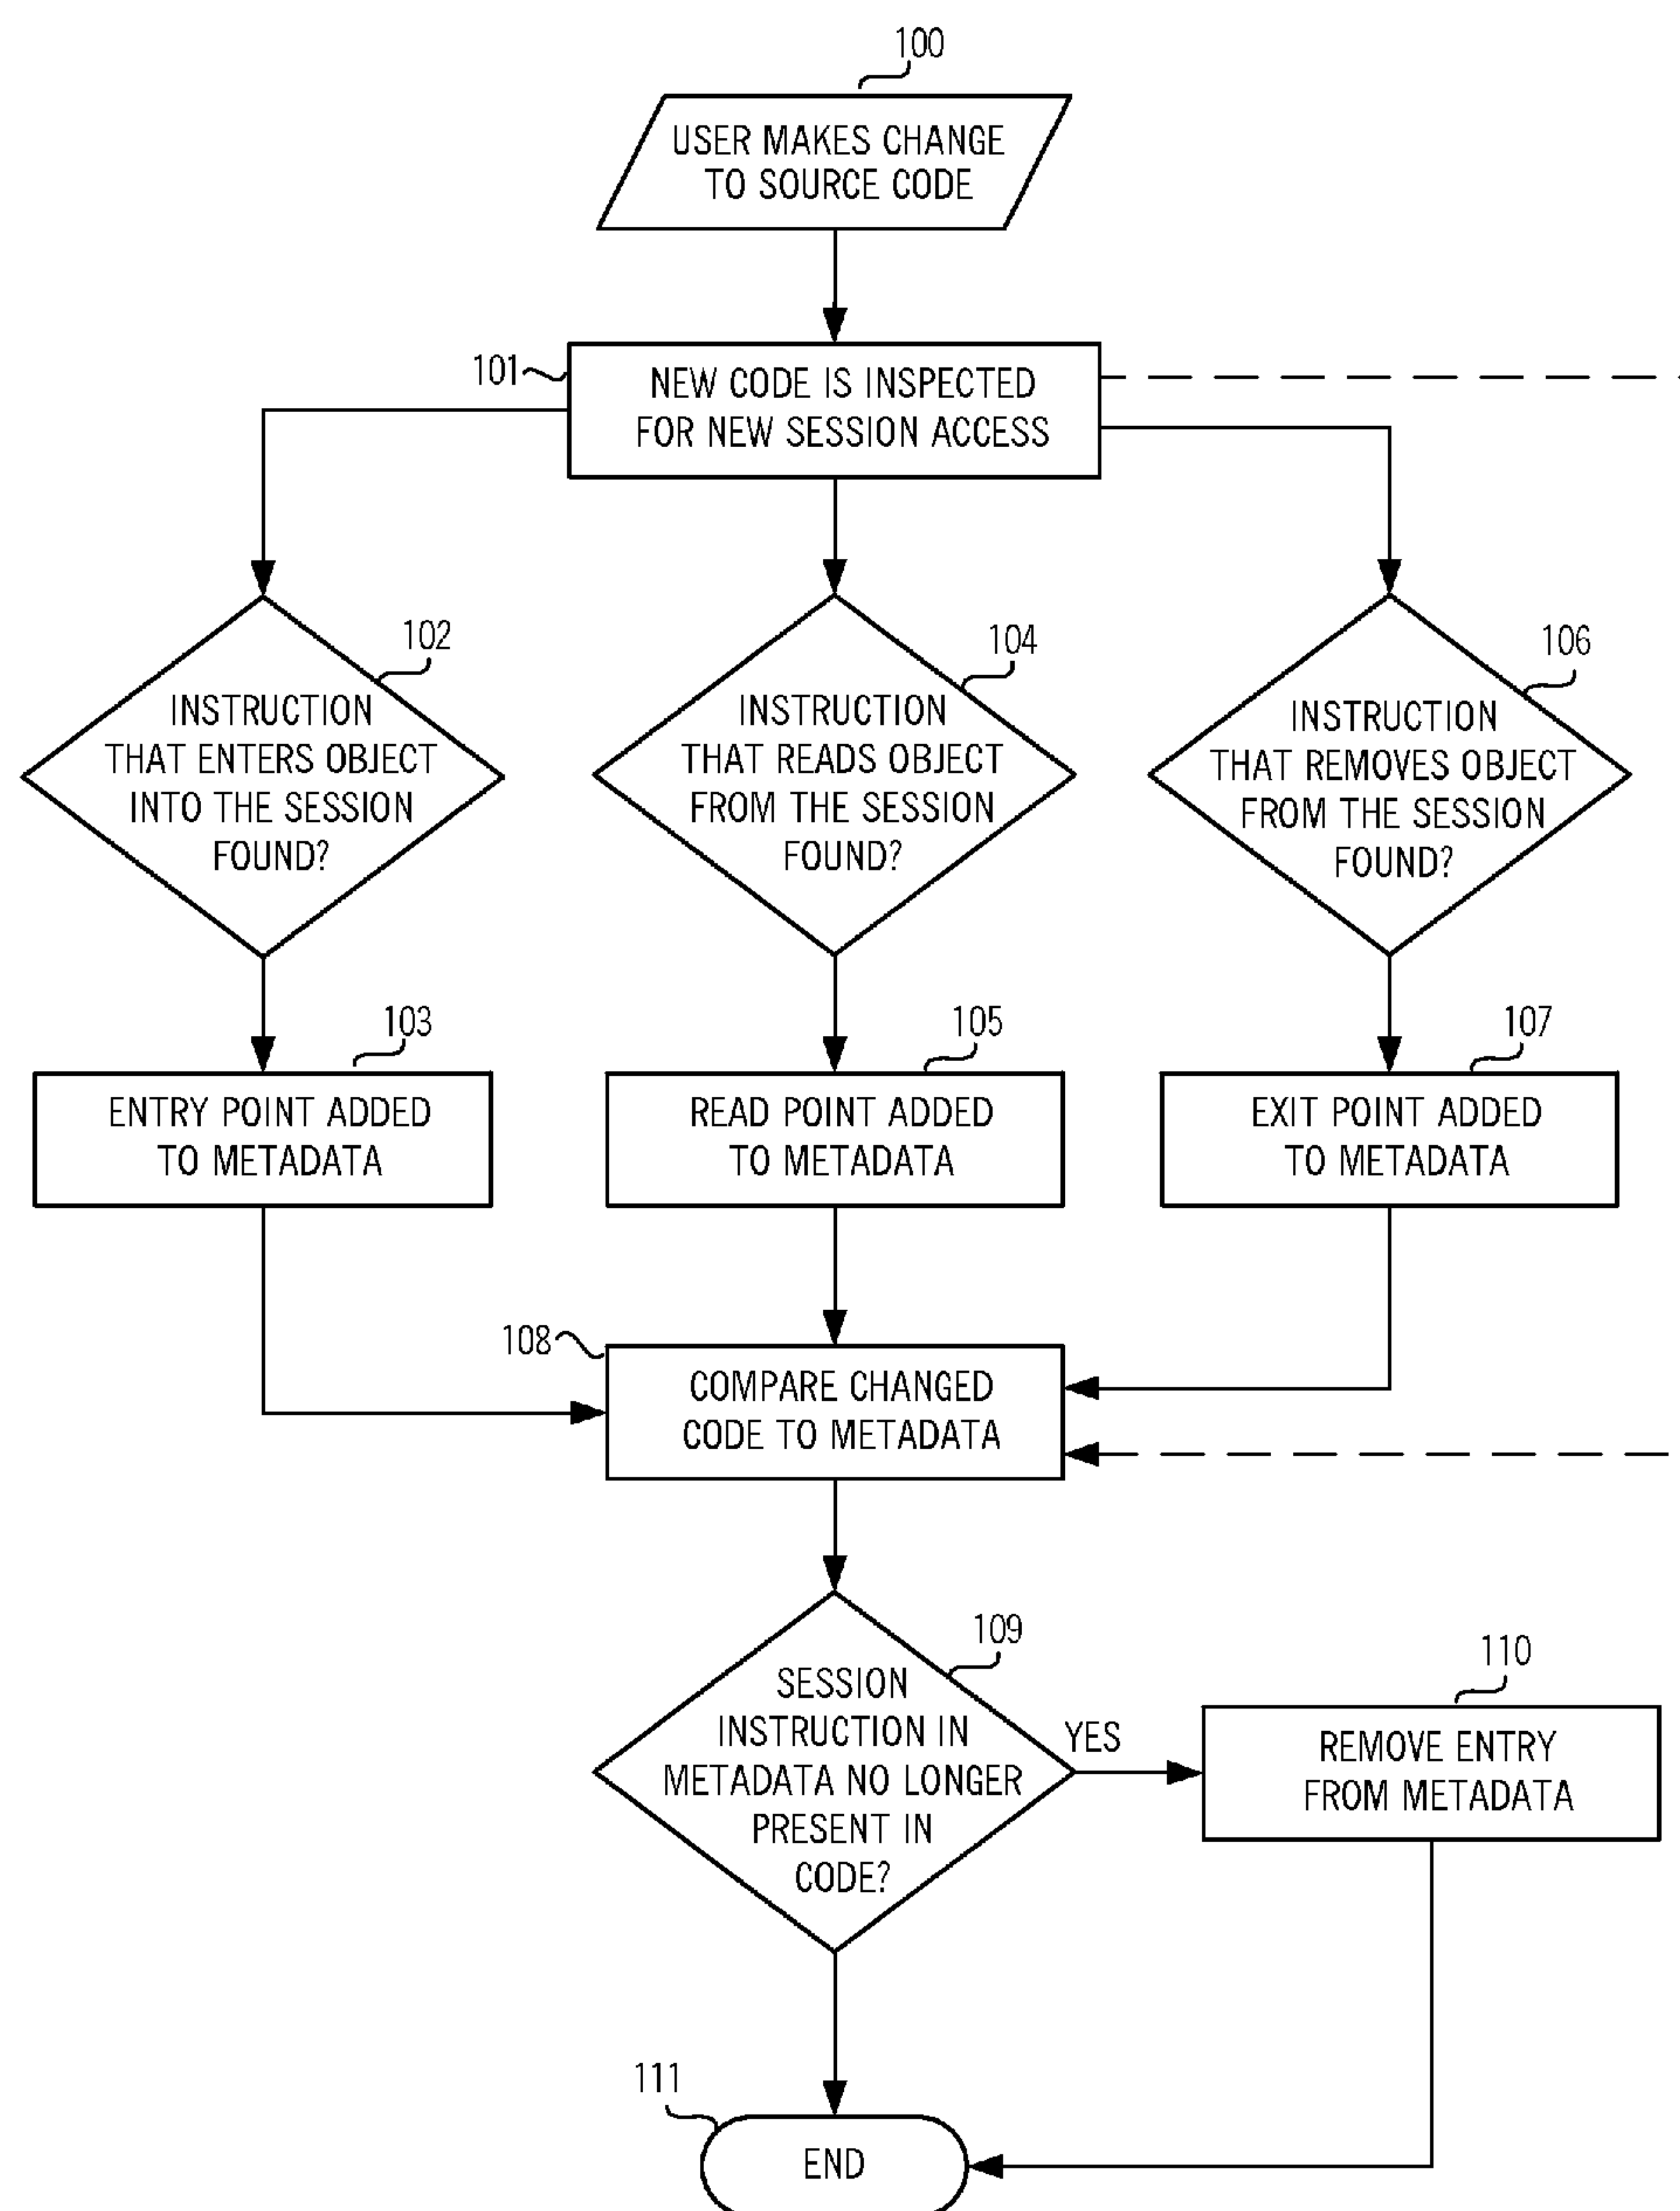 100
USER MAKES CHANGE
TO SOURCE CODE
101
NEW CODE IS INSPECTED
FOR NEW SESSION ACCESS
102
INSTRUCTION
THAT ENTERS OBJECT
INTO THE SESSION
FOUND?
104
INSTRUCTION
THAT READS OBJECT
FROM THE SESSION
FOUND?
106
INSTRUCTION
THAT REMOVES OBJECT
FROM THE SESSION
FOUND?
103
ENTRY POINT ADDED
TO METADATA
105
READ POINT ADDED
TO METADATA
107
EXIT POINT ADDED
TO METADATA
108
COMPARE CHANGED
CODE TO METADATA
109
SESSION
INSTRUCTION IN
METADATA NO LONGER
PRESENT IN
CODE?
YES
110
REMOVE ENTRY
FROM METADATA
111
END